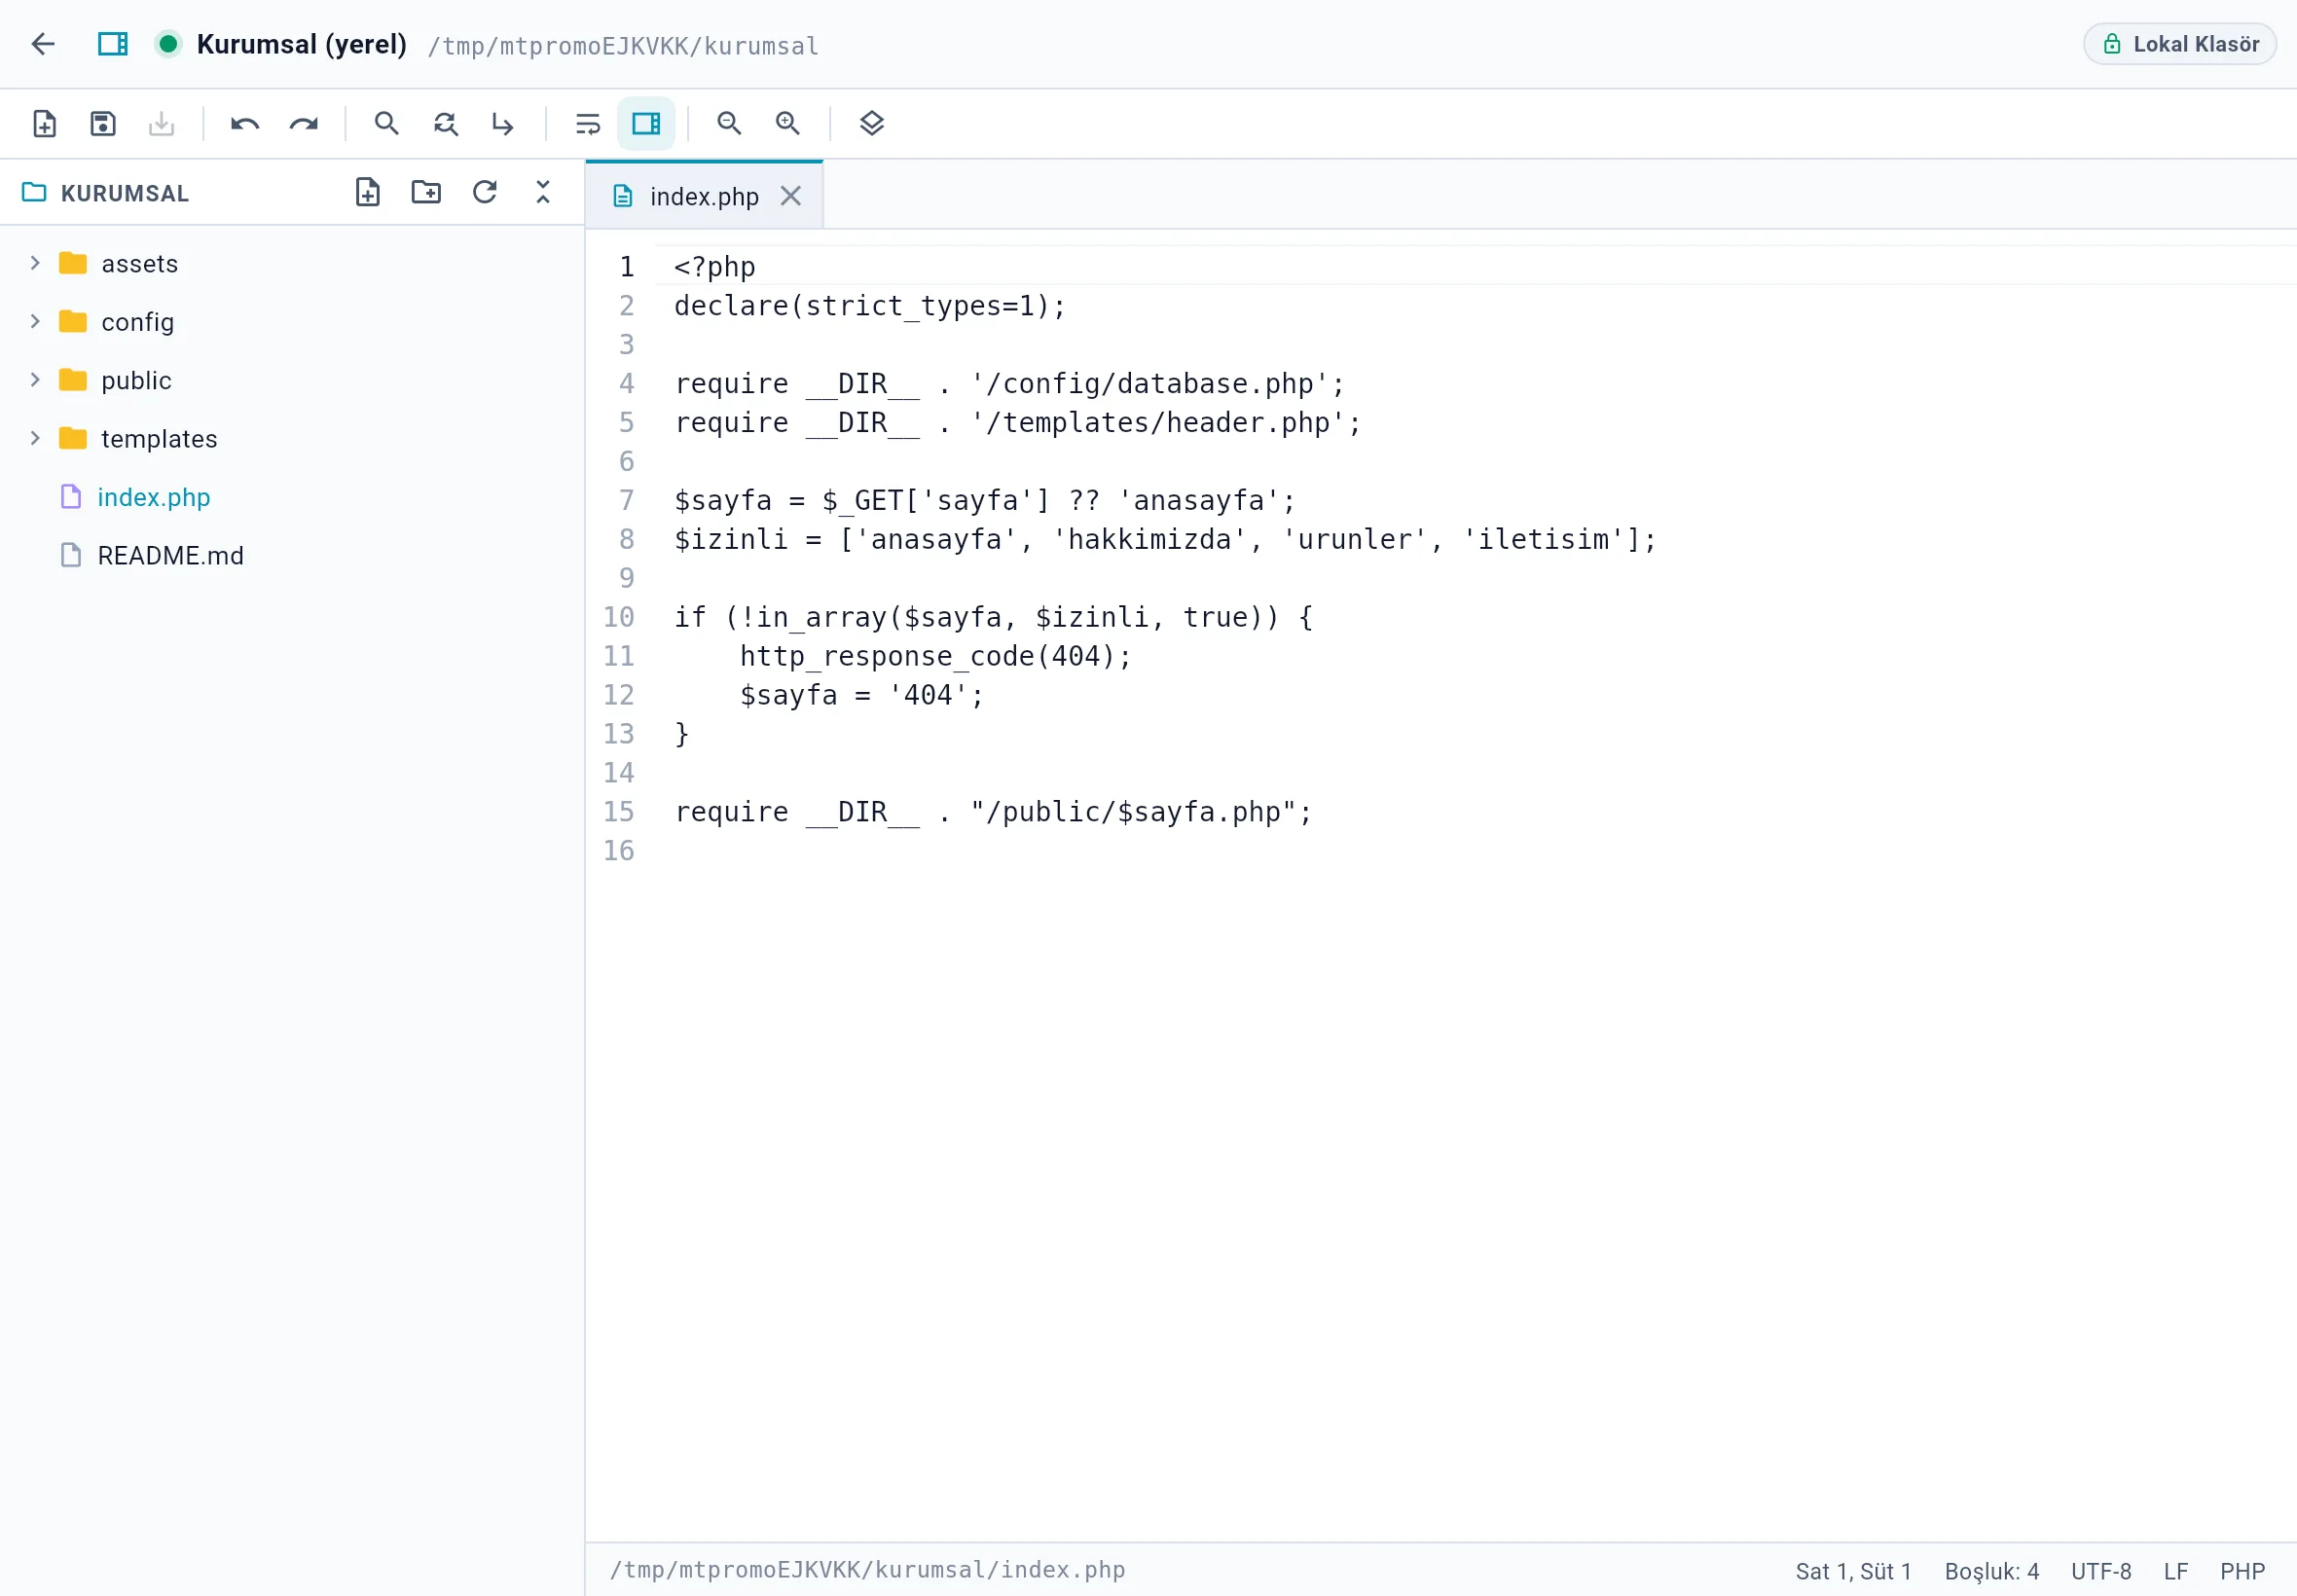 Kurumsal (yerel) /tmp/mtpromoEJKVKK/kurumsal
Lokal Klasör
KURUMSAL
assets
config
public
templates
index.php
README.md
index.php
1 <?php
2 declare(strict_types=1);
3
4 require __DIR__ . '/config/database.php';
5 require __DIR__ . '/templates/header.php';
6
7 $sayfa = $_GET['sayfa'] ?? 'anasayfa';
8 $izinli = ['anasayfa', 'hakkimizda', 'urunler', 'iletisim'];
9
10 if (!in_array($sayfa, $izinli, true)) {
11     http_response_code(404);
12     $sayfa = '404';
13 }
14
15 require __DIR__ . "/public/$sayfa.php";
16
/tmp/mtpromoEJKVKK/kurumsal/index.php
Sat 1, Süt 1 Boşluk: 4 UTF-8 LF PHP